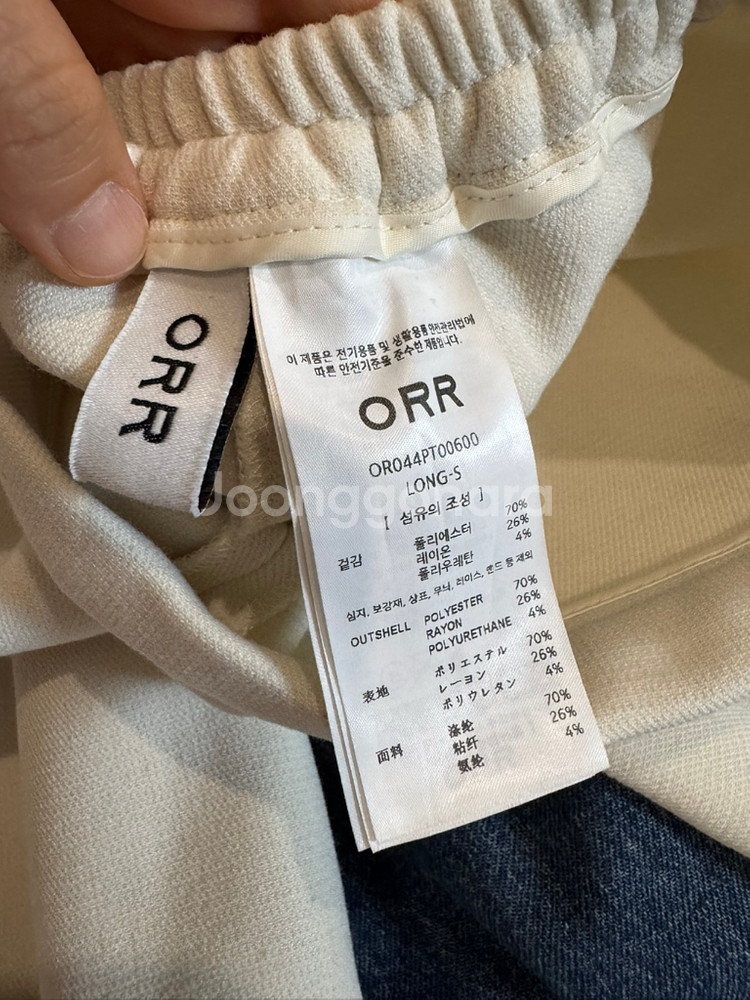 ORR
이 제품은 전기용품 및 생활용품안전관리법에
따른 안전기준을 준수한 제품입니다.
ORR
OR044PT00600
LONG-S
[ 섬유의 조성 ]
겉감 폴리에스터 70%
레이온 26%
폴리우레탄 4%
심지, 보강재, 상표, 무늬, 레이스, 밴드 등 제외
OUTSHELL POLYESTER 70%
RAYON 26%
POLYURETHANE 4%
表地 ポリエステル 70%
レーヨン 26%
ポリウレタン 4%
面料 涤纶 70%
粘纤 26%
氨纶 4%
Joonggonara